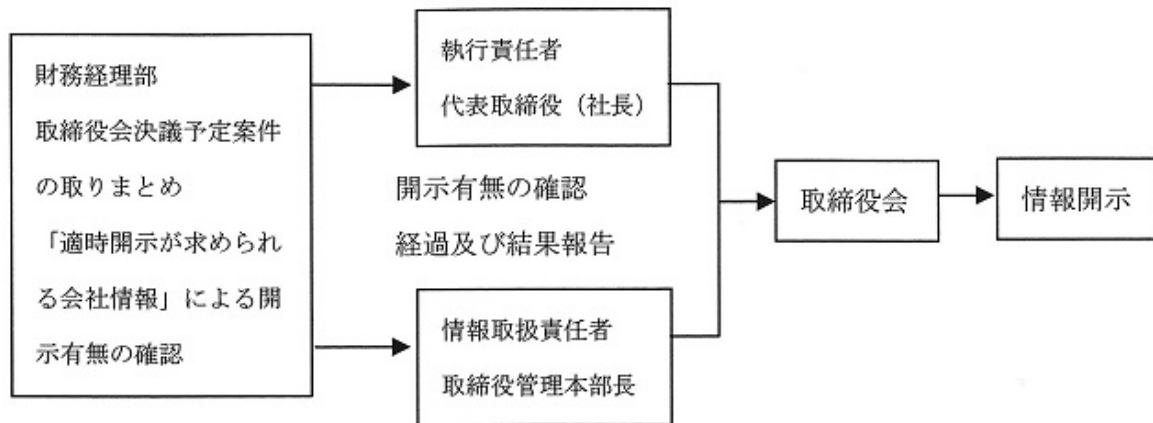 財務経理部
取締役会決議予定案件
の取りまとめ
「適時開示が求められ
る会社情報」による開
示有無の確認
執行責任者
代表取締役（社長）
開示有無の確認
経過及び結果報告
情報取扱責任者
取締役管理本部長
取締役会
情報開示